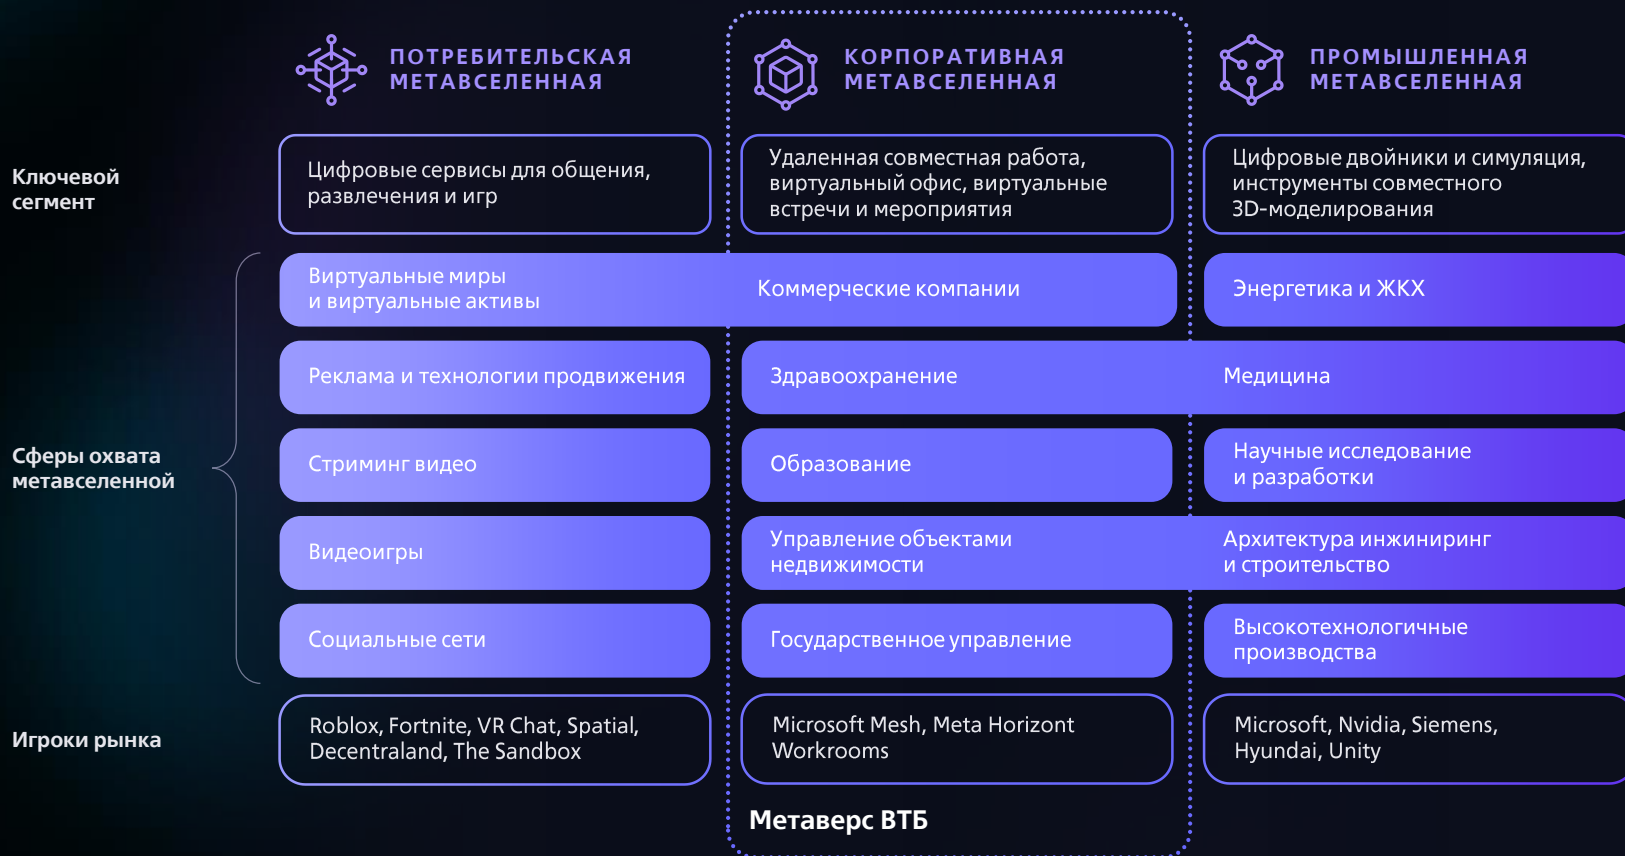 ПОТРЕБИТЕЛЬСКАЯ
МЕТАВСЕЛЕННАЯ
КОРПОРАТИВНАЯ
МЕТАВСЕЛЕННАЯ
ПРОМЫШЛЕННАЯ
МЕТАВСЕЛЕННАЯ
Ключевой
сегмент
Цифровые сервисы для общения,
развлечения и игр
Удаленная совместная работа,
виртуальный офис, виртуальные
встречи и мероприятия
Цифровые двойники и симуляция,
инструменты совместного
3D-моделирования
Сферы охвата
метавселенной
Виртуальные миры
и виртуальные активы
Коммерческие компании
Энергетика и ЖКХ
Реклама и технологии продвижения
Здравоохранение
Медицина
Стриминг видео
Образование
Научные исследование
и разработки
Видеоигры
Управление объектами
недвижимости
Архитектура инжиниринг
и строительство
Социальные сети
Государственное управление
Высокотехнологичные
производства
Игроки рынка
Roblox, Fortnite, VR Chat, Spatial,
Decentraland, The Sandbox
Microsoft Mesh, Meta Horizont
Workrooms
Microsoft, Nvidia, Siemens,
Hyundai, Unity
Метаверс ВТБ